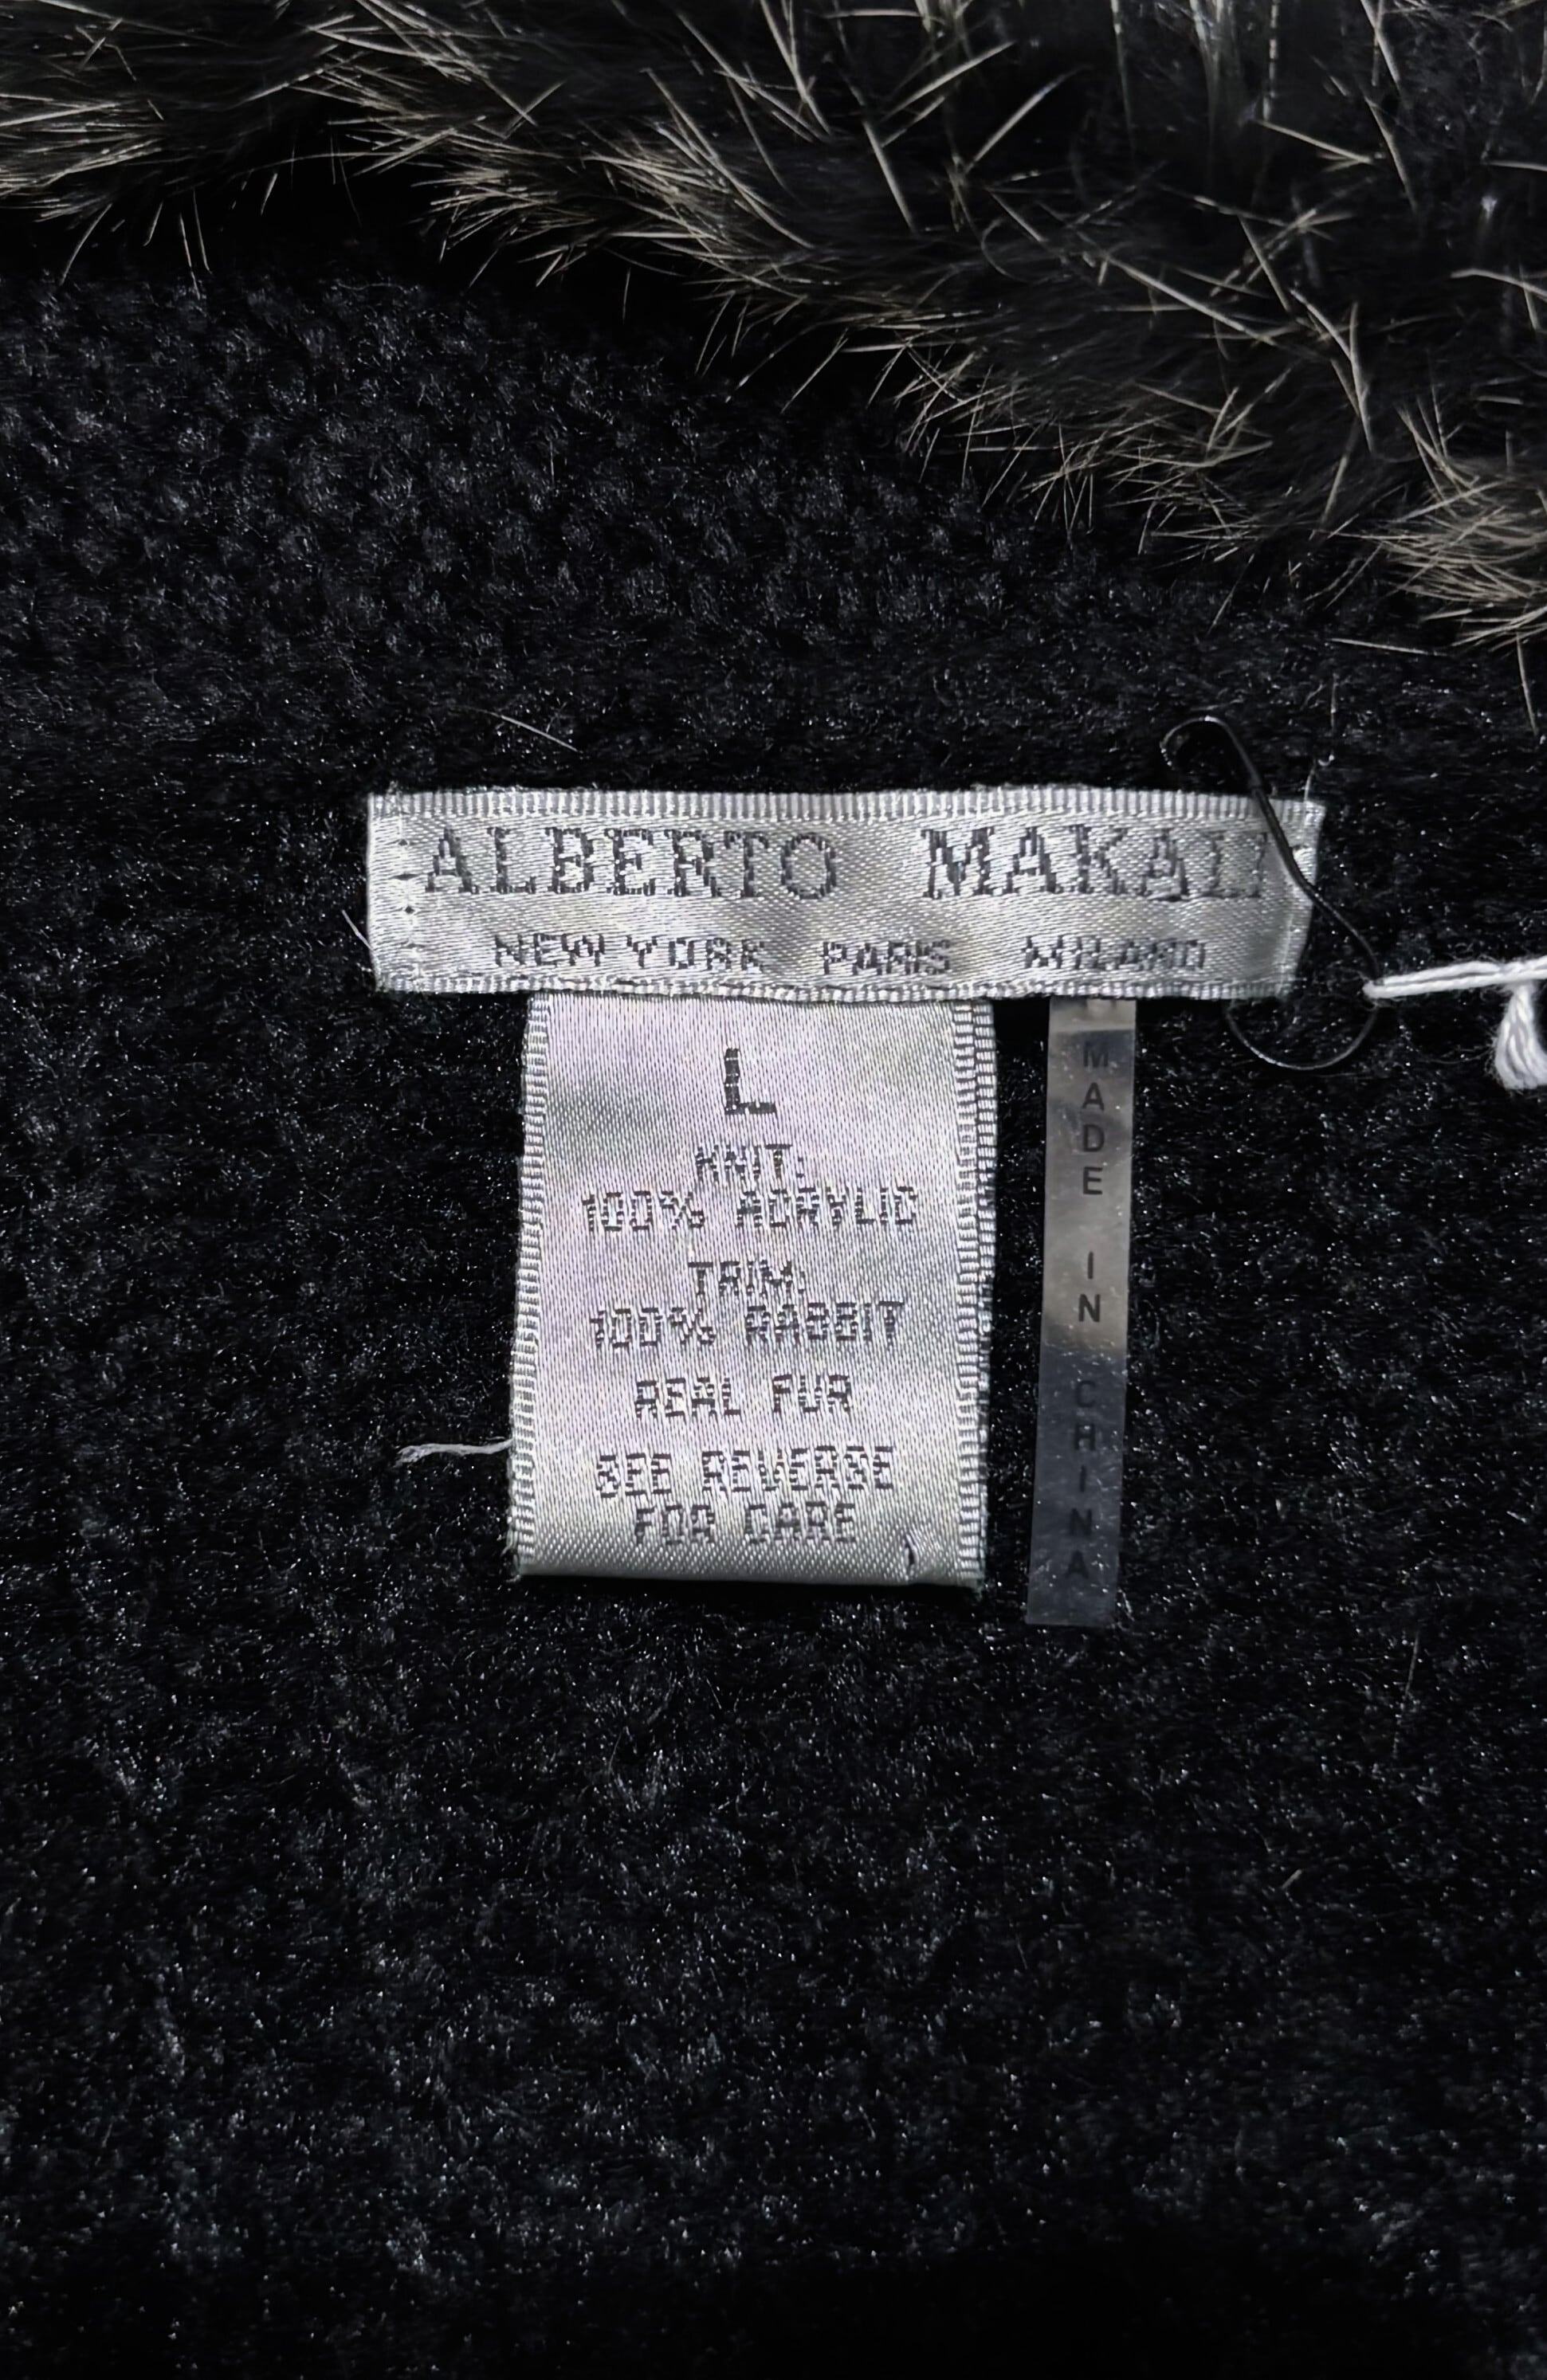 ALBERTO MAKALI
NEW YORK PARIS MILANO
L
KNIT:
100% ACRYLIC
TRIM:
100% RABBIT
REAL FUR
SEE REVERSE
FOR CARE
MADE IN CHINA